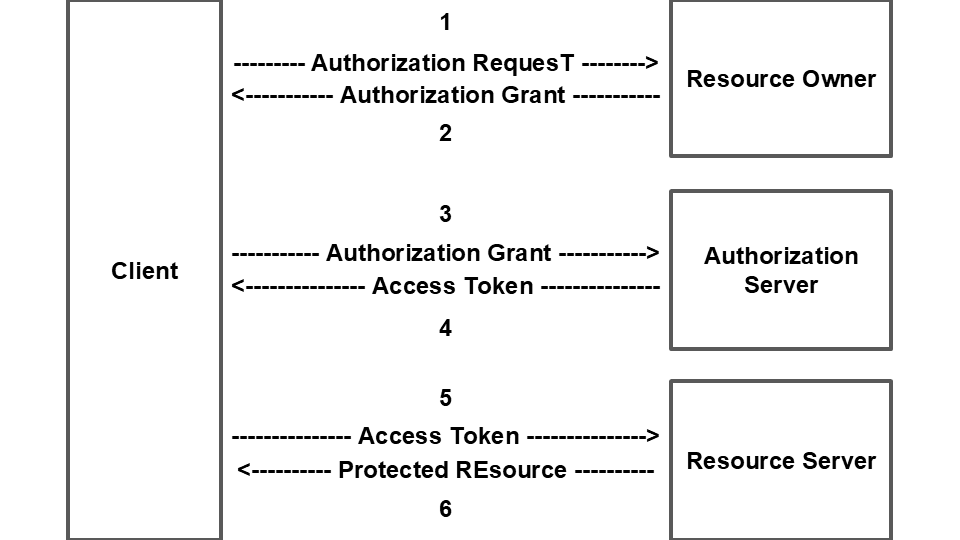 1
--------- Authorization RequesT -------->
<----------- Authorization Grant -----------
Resource Owner
2
3
----------- Authorization Grant ----------->
<--------------- Access Token ---------------
Authorization
Server
Client
4
5
--------------- Access Token --------------->
<---------- Protected REsource ----------
Resource Server
6